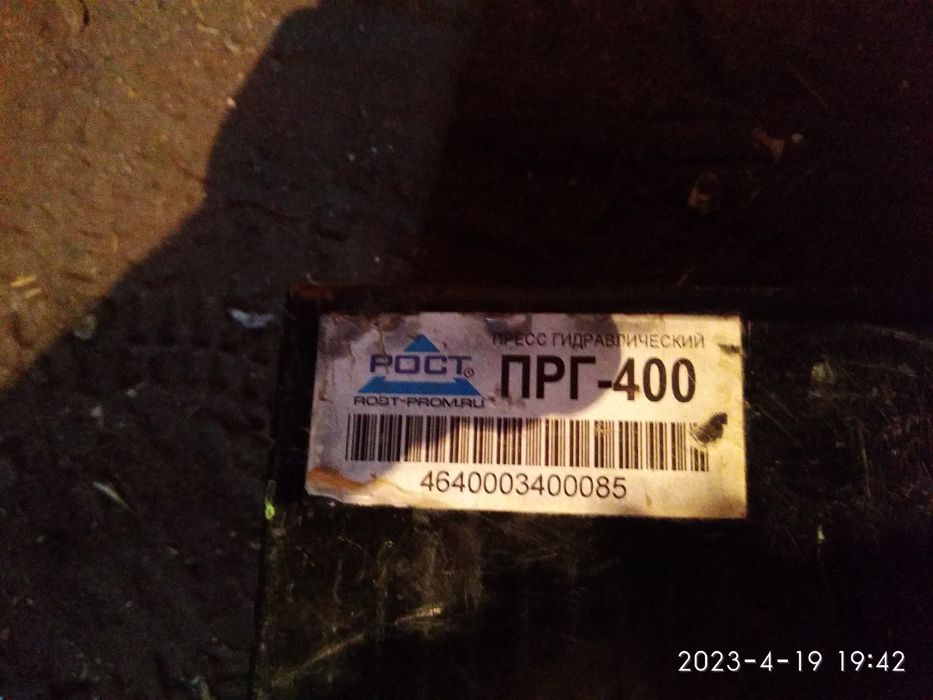 РОСТ®
ROST-PROM.RU
ПРЕСС ГИДРАВЛИЧЕСКИЙ
ПРГ-400
4640003400085
2023-4-19 19:42